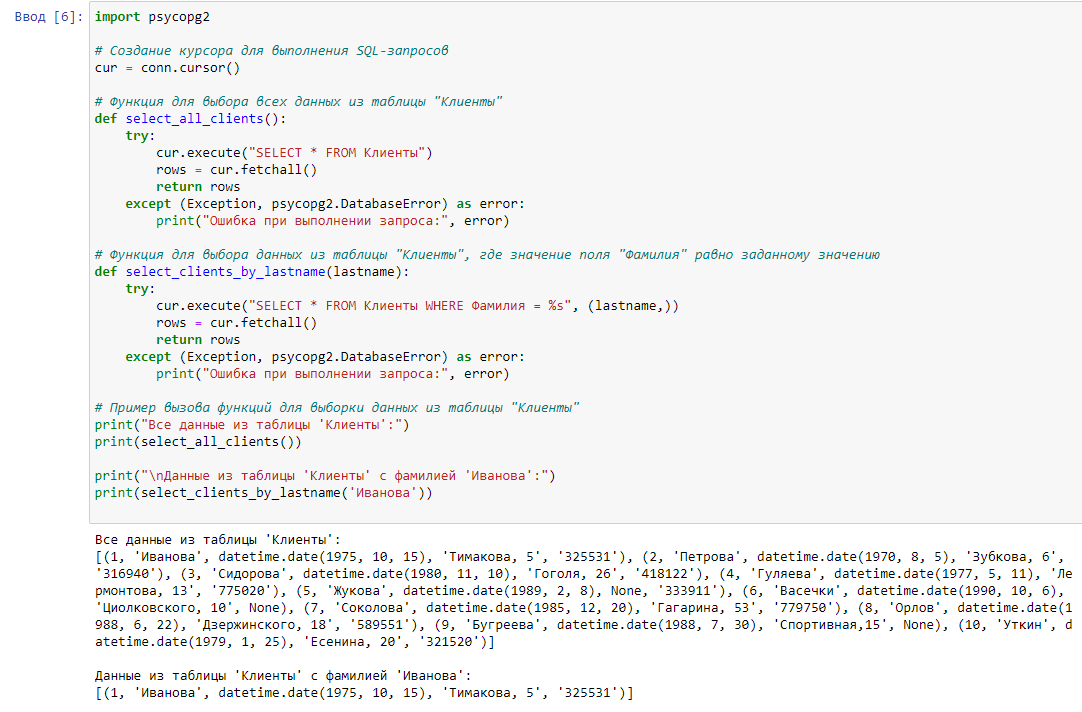 Ввод [6]: import psycopg2
# Создание курсора для выполнения SQL-запросов
cur = conn.cursor()
# Функция для выбора всех данных из таблицы "Клиенты"
def select_all_clients():
    try:
        cur.execute("SELECT * FROM Клиенты")
        rows = cur.fetchall()
        return rows
    except (Exception, psycopg2.DatabaseError) as error:
        print("Ошибка при выполнении запроса:", error)
# Функция для выбора данных из таблицы "Клиенты", где значение поля "Фамилия" равно заданному значению
def select_clients_by_lastname(lastname):
    try:
        cur.execute("SELECT * FROM Клиенты WHERE Фамилия = %s", (lastname,))
        rows = cur.fetchall()
        return rows
    except (Exception, psycopg2.DatabaseError) as error:
        print("Ошибка при выполнении запроса:", error)
# Пример вызова функций для выборки данных из таблицы "Клиенты"
print("Все данные из таблицы 'Клиенты':")
print(select_all_clients())
print("\nДанные из таблицы 'Клиенты' с фамилией 'Иванова':")
print(select_clients_by_lastname('Иванова'))
Все данные из таблицы 'Клиенты':
[(1, 'Иванова', datetime.date(1975, 10, 15), 'Тимакова, 5', '325531'), (2, 'Петрова', datetime.date(1970, 8, 5), 'Зубкова, 6',
'316940'), (3, 'Сидорова', datetime.date(1980, 11, 10), 'Гоголя, 26', '418122'), (4, 'Гуляева', datetime.date(1977, 5, 11), 'Ле
рмонтова, 13', '775020'), (5, 'Жукова', datetime.date(1989, 2, 8), None, '333911'), (6, 'Васечки', datetime.date(1990, 10, 6),
'Циолковского, 10', None), (7, 'Соколова', datetime.date(1985, 12, 20), 'Гагарина, 53', '779750'), (8, 'Орлов', datetime.date(1
988, 6, 22), 'Дзержинского, 18', '589551'), (9, 'Бугреева', datetime.date(1988, 7, 30), 'Спортивная,15', None), (10, 'Уткин', d
atetime.date(1979, 1, 25), 'Есенина, 20', '321520')]
Данные из таблицы 'Клиенты' с фамилией 'Иванова':
[(1, 'Иванова', datetime.date(1975, 10, 15), 'Тимакова, 5', '325531')]